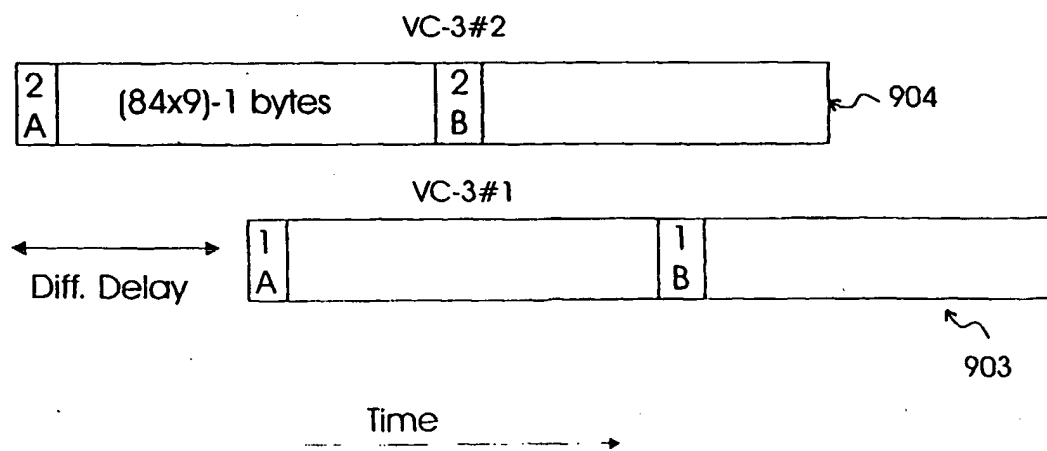 VC-3#2
2 A (84x9)-1 bytes 2 B
904
VC-3#1
1 A 1 B
Diff. Delay
903
Time